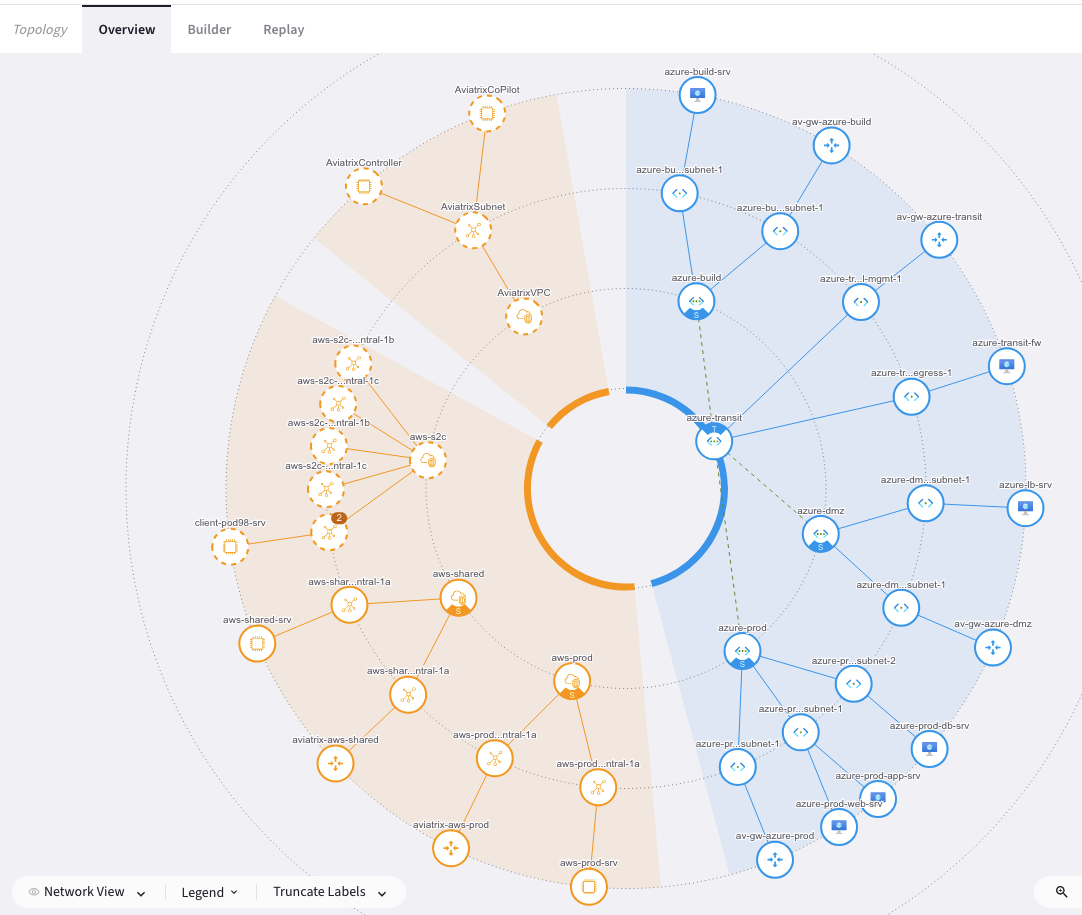 Topology Overview Builder Replay
azure-build-srv
AviatrixCoPilot
av-gw-azure-build
AviatrixController
azure-bu...subnet-1
AviatrixSubnet
azure-bu...subnet-1
av-gw-azure-transit
azure-build
S
azure-tr...l-mgmt-1
AviatrixVPC
aws-s2c-...ntral-1b
azure-transit-fw
aws-s2c-...ntral-1c
azure-tr...egress-1
azure-transit
T
aws-s2c-...ntral-1b
aws-s2c
aws-s2c-...ntral-1c
azure-dm...subnet-1
azure-lb-srv
2
azure-dmz
S
client-pod98-srv
aws-shared
S
aws-shar...ntral-1a
azure-dm...subnet-1
aws-shared-srv
av-gw-azure-dmz
azure-prod
S
aws-prod
S
azure-pr...subnet-2
aws-shar...ntral-1a
azure-pr...subnet-1
azure-prod-db-srv
aws-prod...ntral-1a
aviatrix-aws-shared
azure-pr...subnet-1
aws-prod...ntral-1a
azure-prod-app-srv
azure-prod-web-srv
aviatrix-aws-prod
av-gw-azure-prod
aws-prod-srv
Network View Legend Truncate Labels